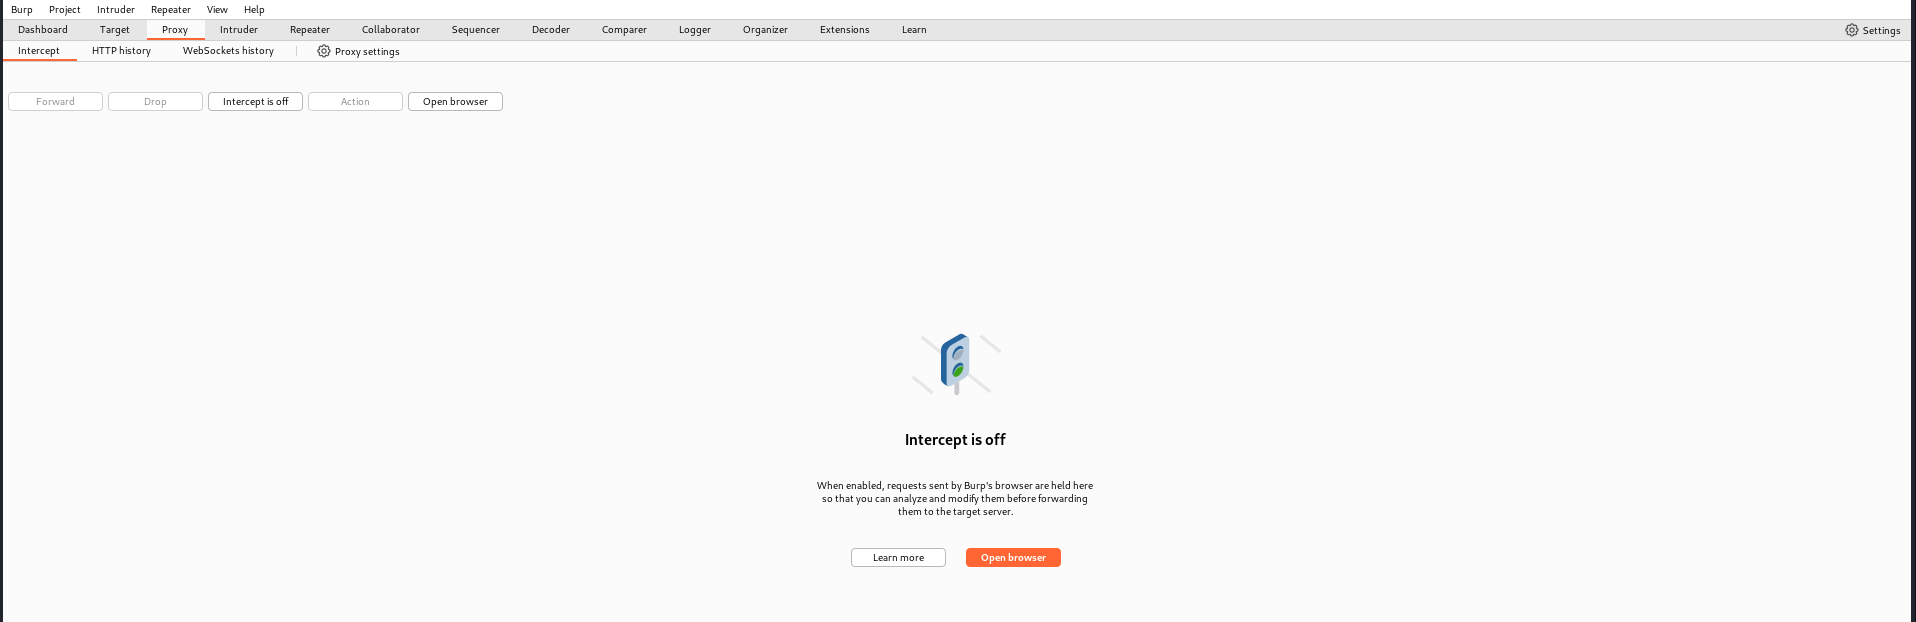 Burp Project Intruder Repeater View Help
Dashboard Target Proxy Intruder Repeater Collaborator Sequencer Decoder Comparer Logger Organizer Extensions Learn Settings
Intercept HTTP history WebSockets history Proxy settings
Forward Drop Intercept is off Action Open browser
Intercept is off
When enabled, requests sent by Burp's browser are held here
so that you can analyze and modify them before forwarding
them to the target server.
Learn more Open browser